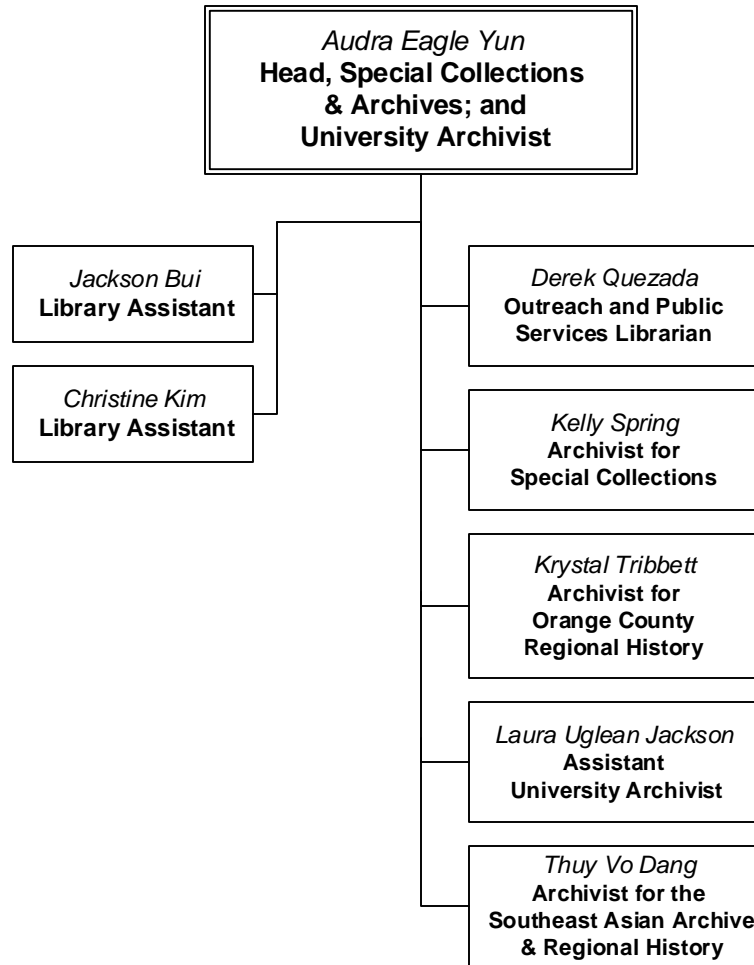 Audra Eagle Yun
Head, Special Collections
& Archives; and
University Archivist
Jackson Bui
Library Assistant
Christine Kim
Library Assistant
Derek Quezada
Outreach and Public
Services Librarian
Kelly Spring
Archivist for
Special Collections
Krystal Tribbett
Archivist for
Orange County
Regional History
Laura Uglean Jackson
Assistant
University Archivist
Thuy Vo Dang
Archivist for the
Southeast Asian Archive
& Regional History